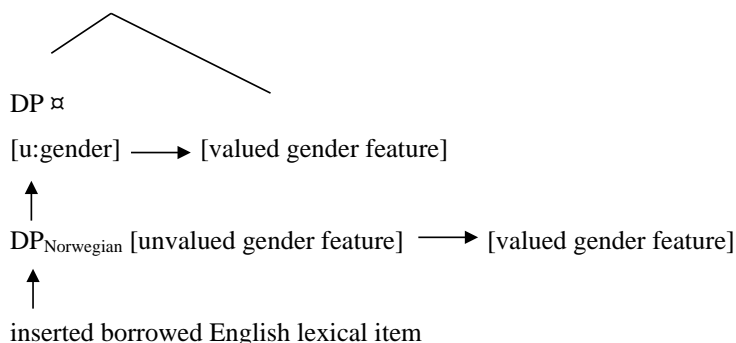 DP ¤
[u:gender] → [valued gender feature]
DPNorwegian [unvalued gender feature] → [valued gender feature]
inserted borrowed English lexical item